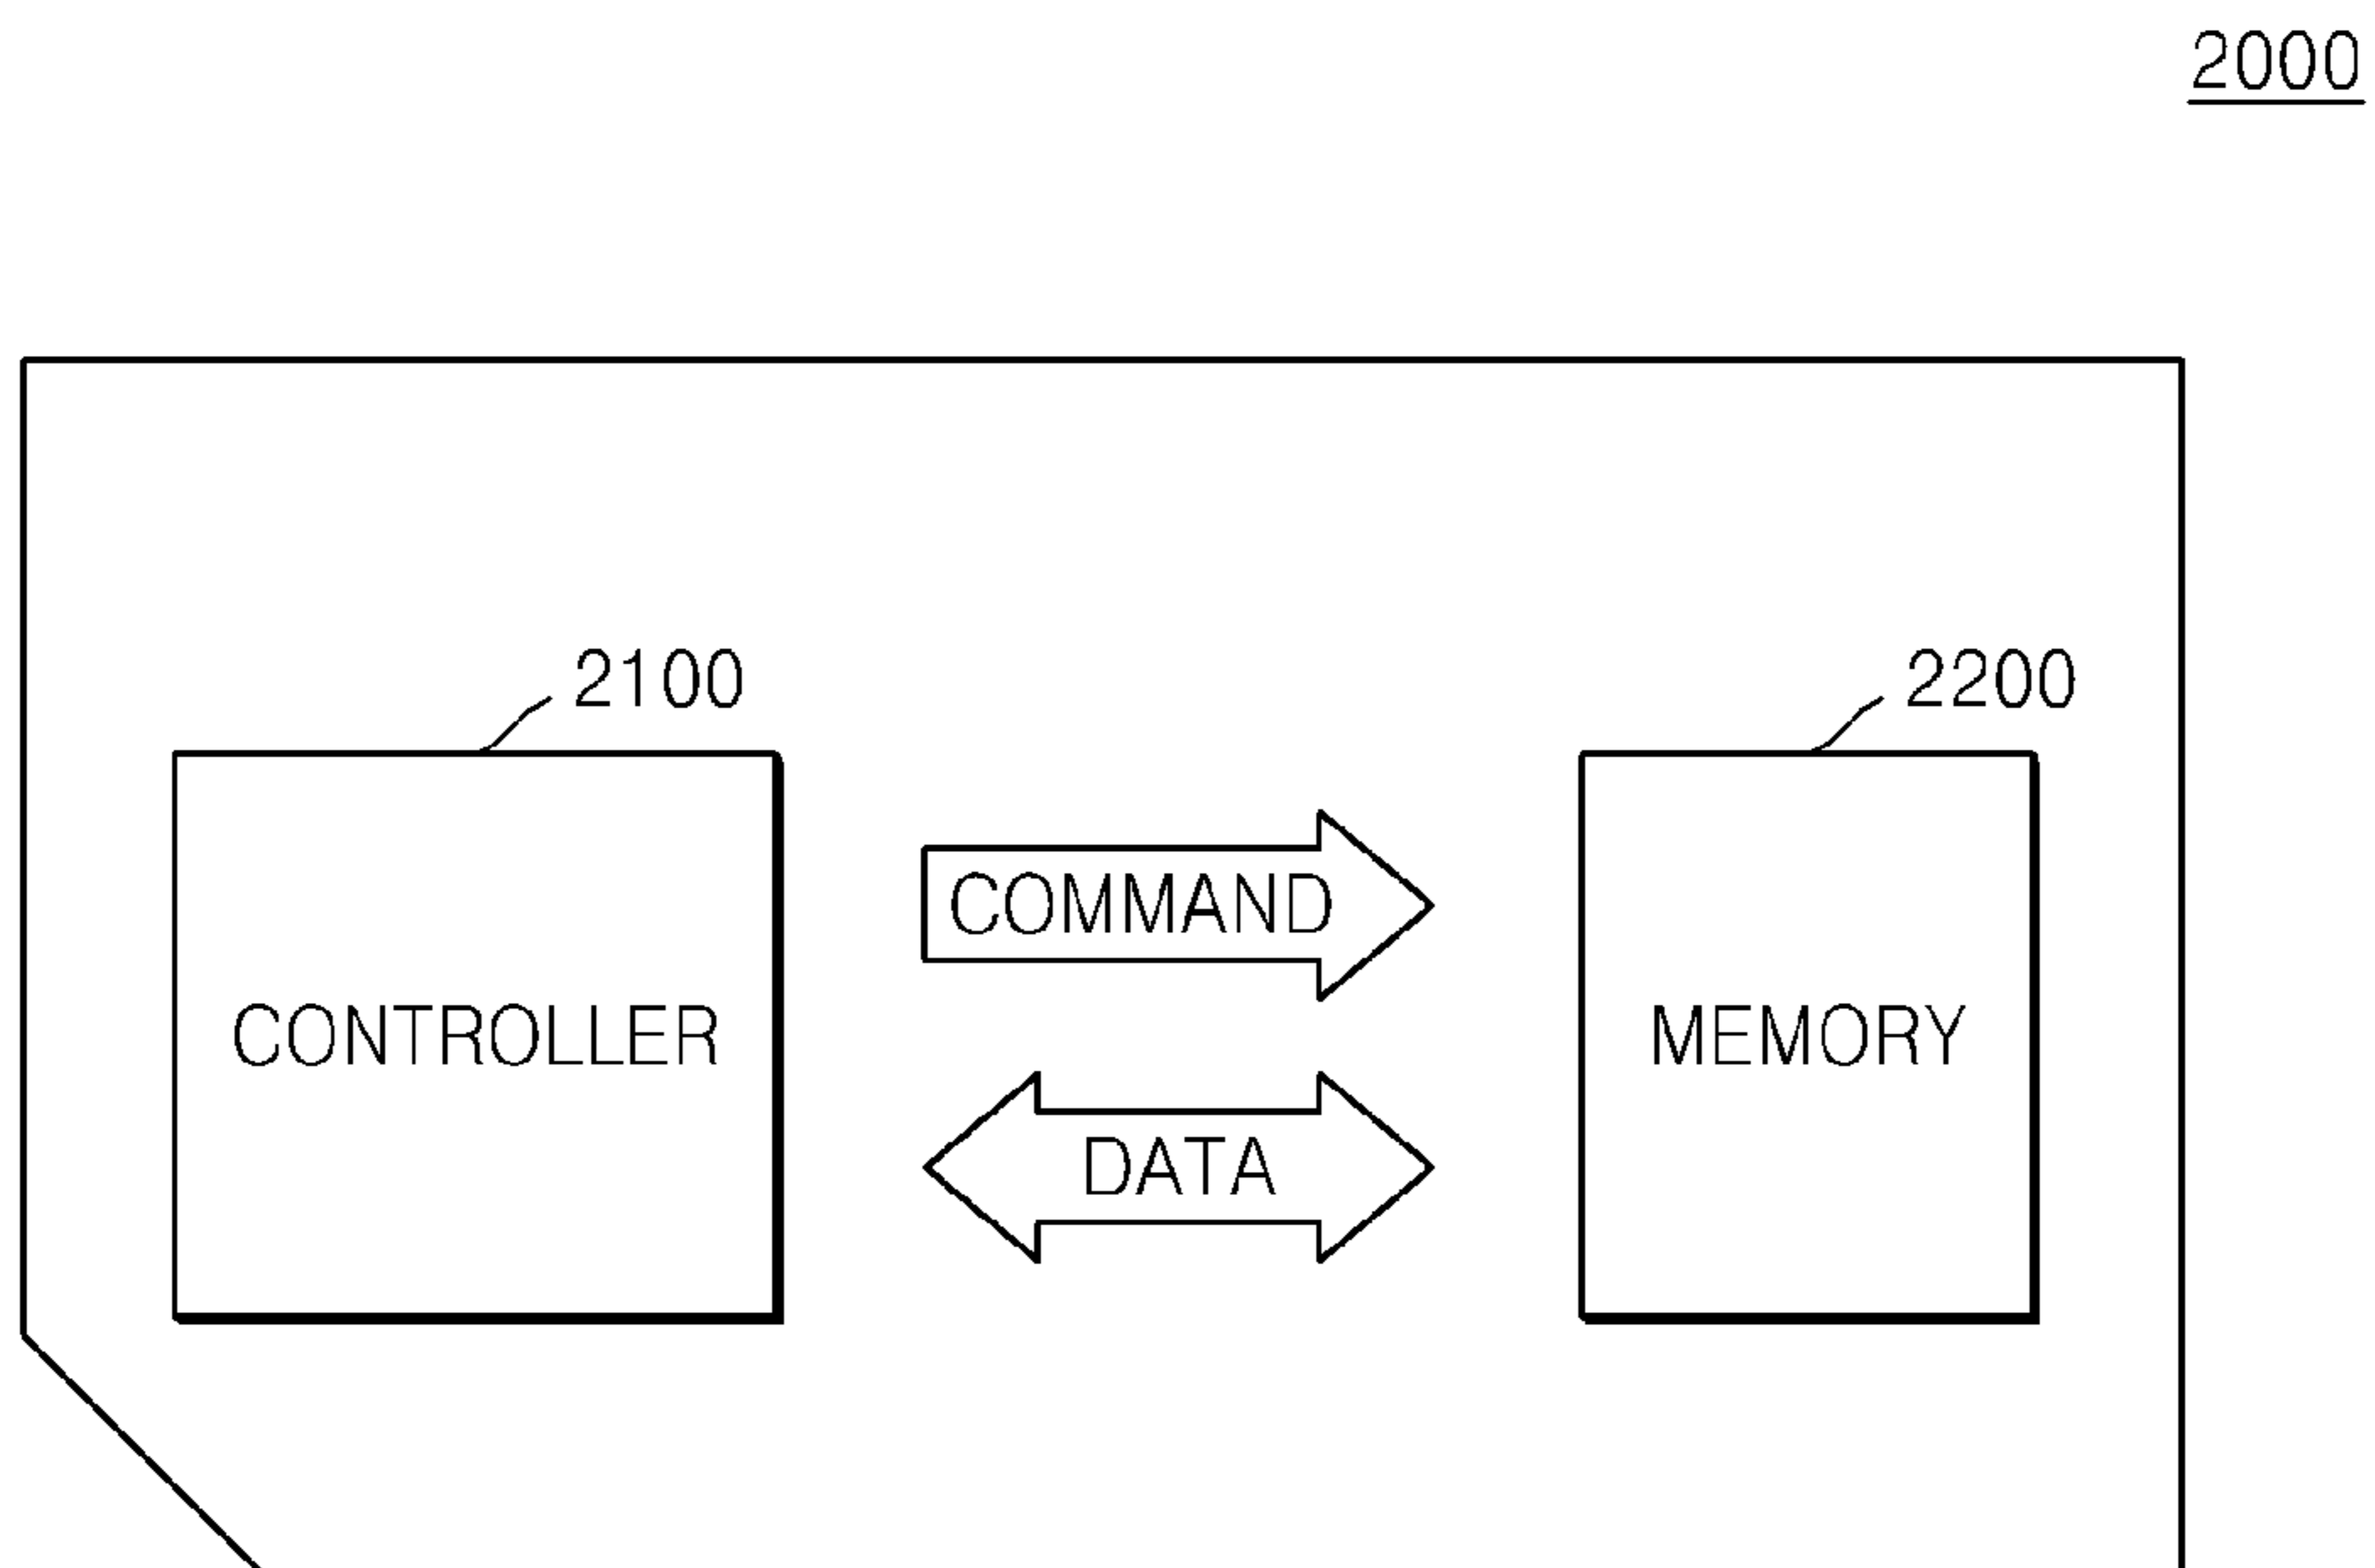 2000
2100
2200
COMMAND
CONTROLLER
MEMORY
DATA